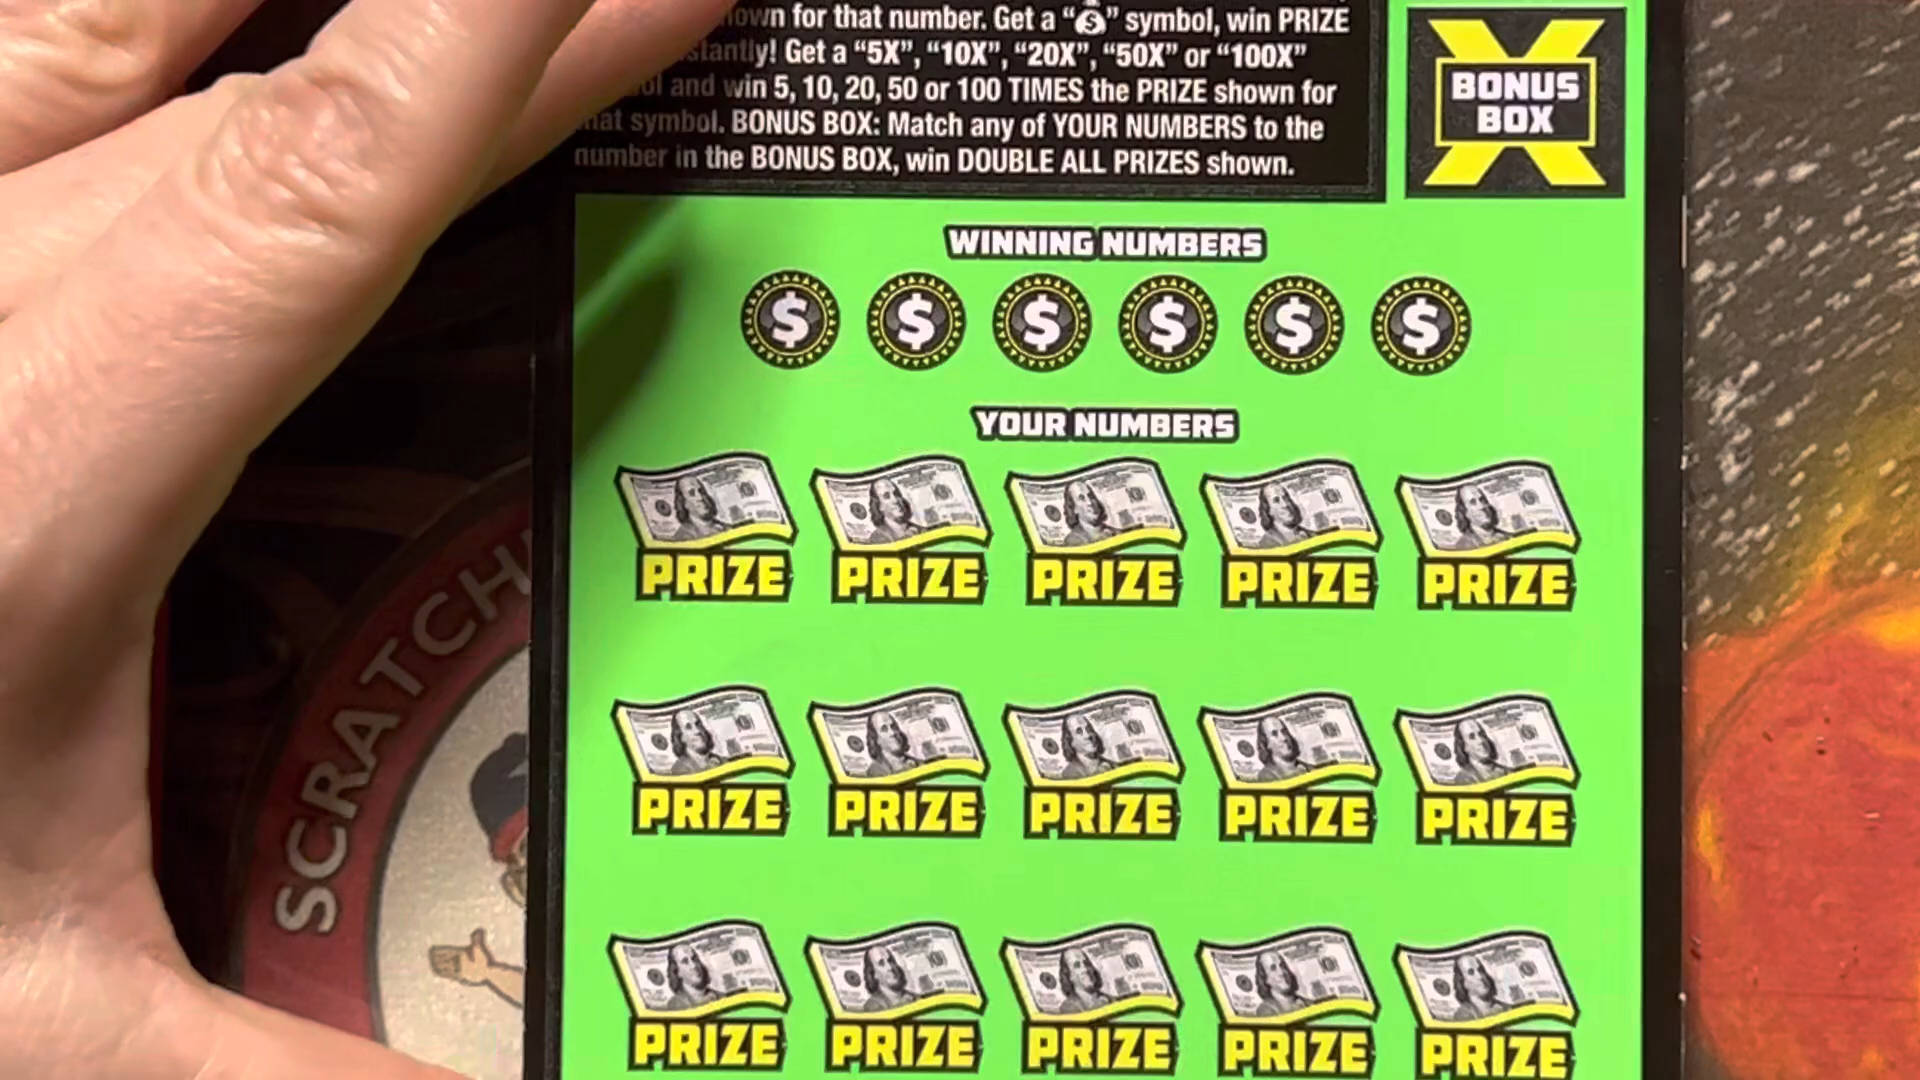 own for that number. Get a “💰” symbol, win PRIZE
stantly! Get a “5X”, “10X”, “20X”, “50X” or “100X”
and win 5, 10, 20, 50 or 100 TIMES the PRIZE shown for
hat symbol. BONUS BOX: Match any of YOUR NUMBERS to the
number in the BONUS BOX, win DOUBLE ALL PRIZES shown.
BONUS
BOX
WINNING NUMBERS
$ $ $ $ $ $
YOUR NUMBERS
PRIZE PRIZE PRIZE PRIZE PRIZE
PRIZE PRIZE PRIZE PRIZE PRIZE
PRIZE PRIZE PRIZE PRIZE PRIZE
SCRATCH